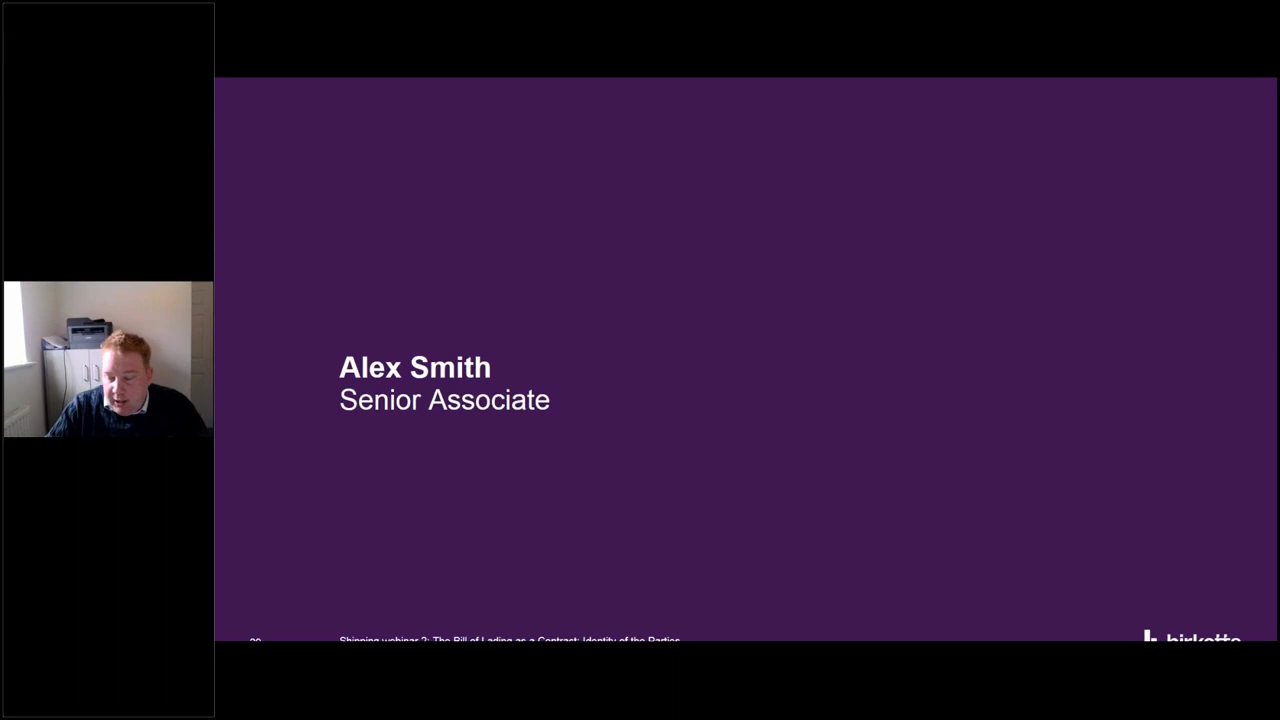 Alex Smith
Senior Associate
Shipping webinar 2: The Bill of Lading as a Contract: Identity of the Parties
birketts